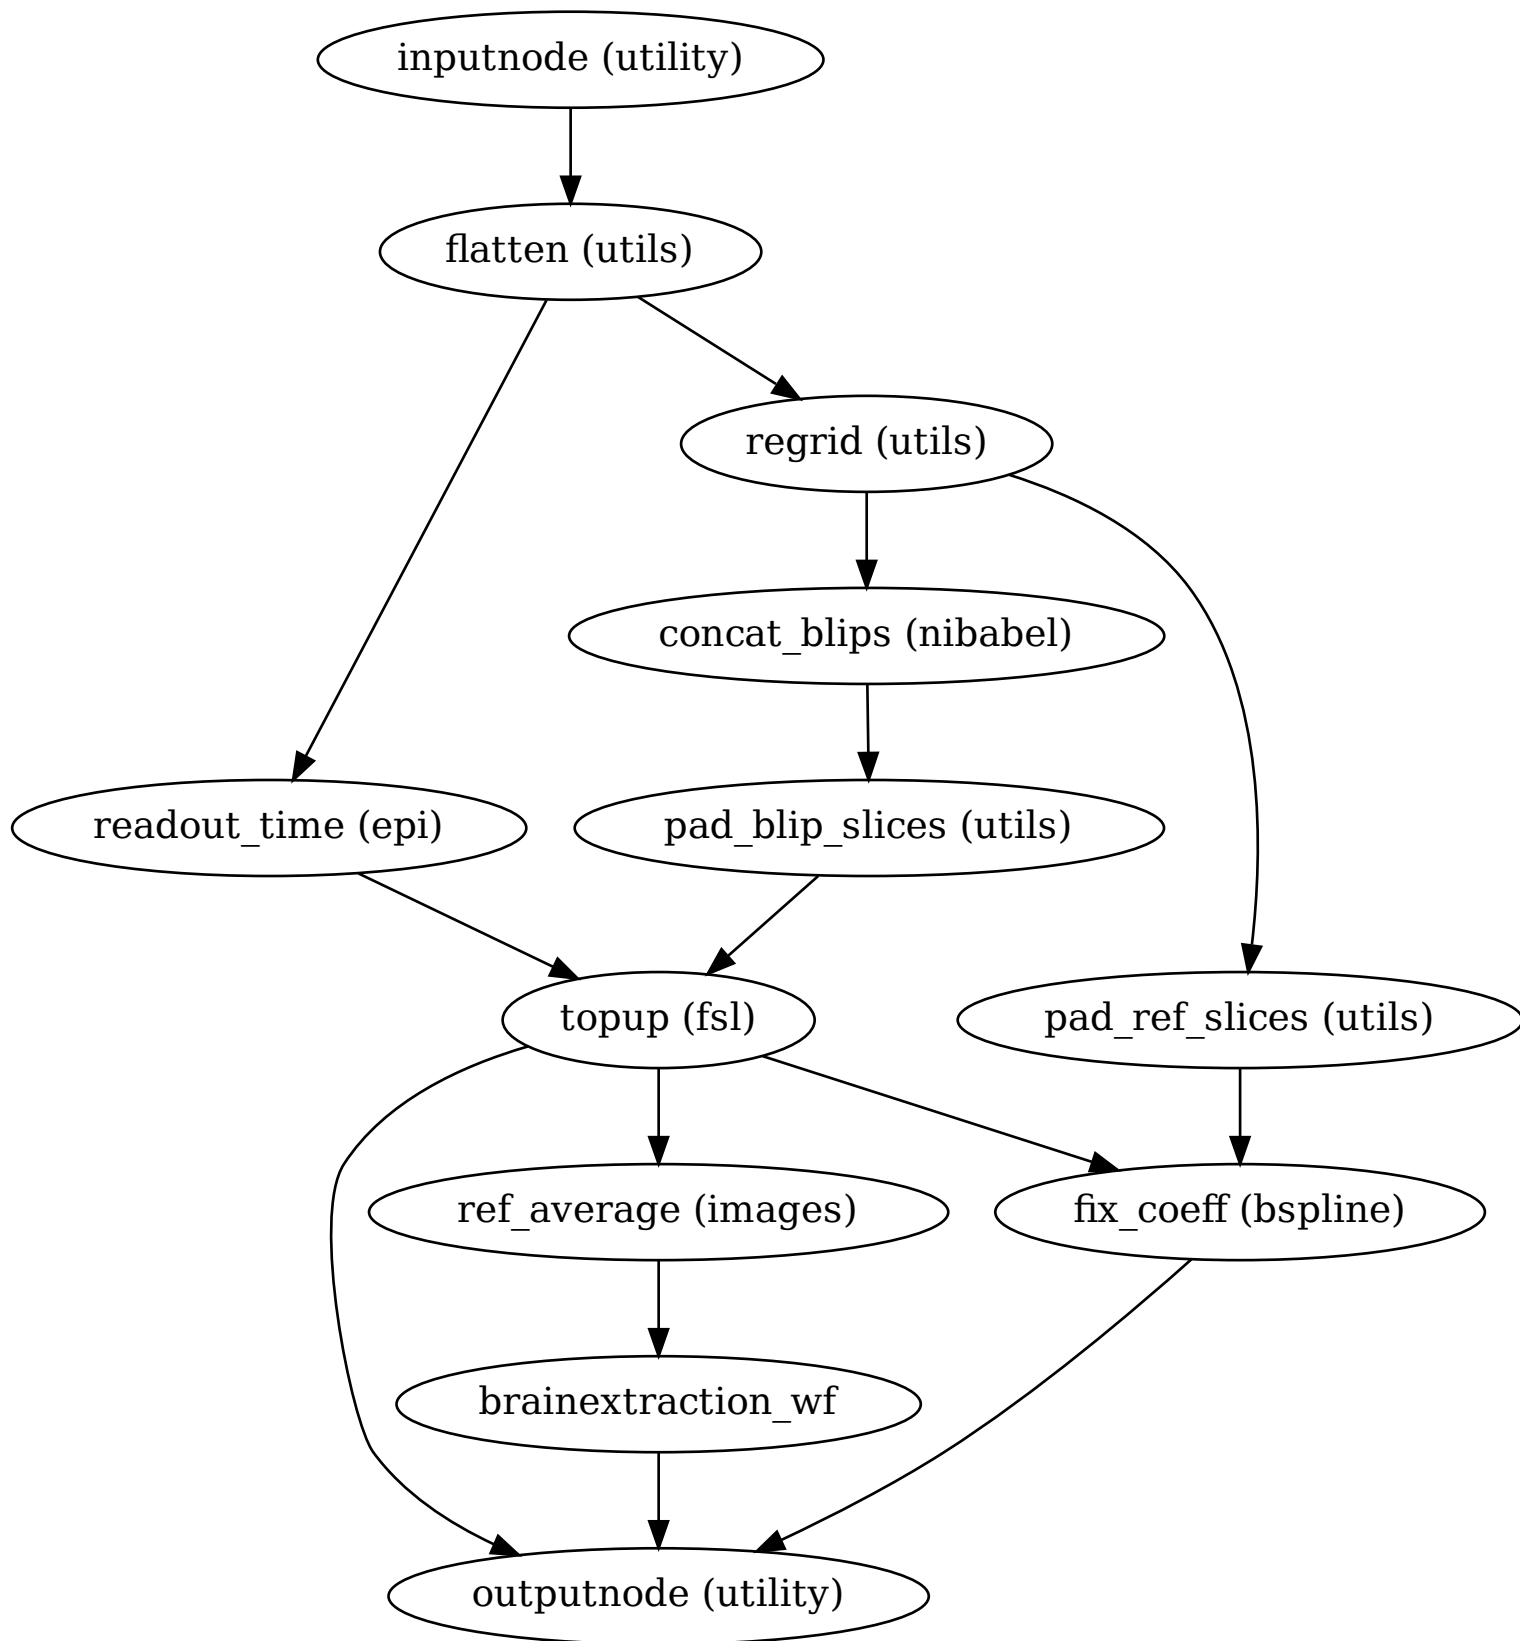 inputnode (utility)
flatten (utils)
regrid (utils)
concat_blips (nibabel)
readout_time (epi)
pad_blip_slices (utils)
topup (fsl)
pad_ref_slices (utils)
ref_average (images)
fix_coeff (bspline)
brainextraction_wf
outputnode (utility)